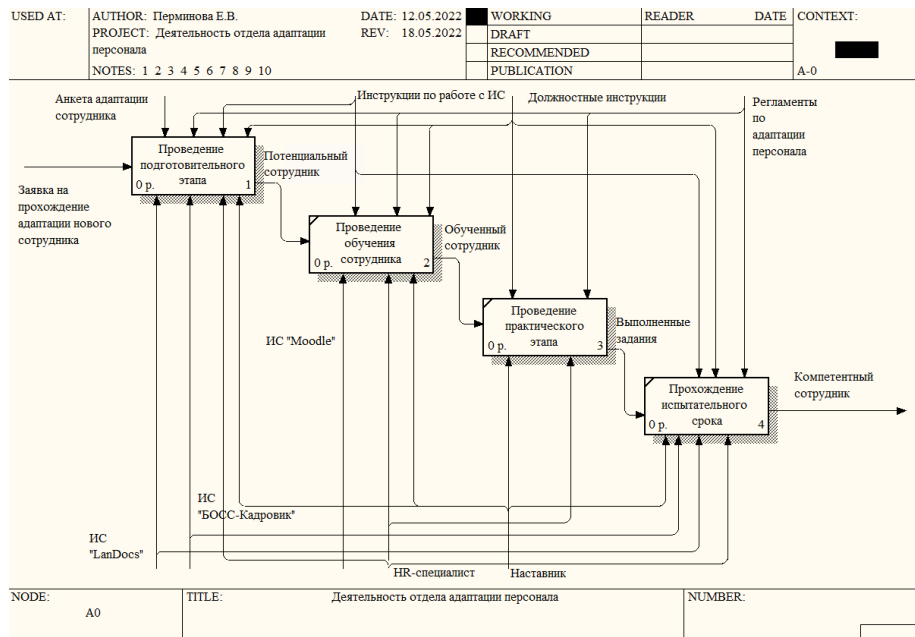 USED AT:
AUTHOR: Перминова Е.В.
DATE: 12.05.2022
WORKING
READER
DATE
CONTEXT:
PROJECT: Деятельность отдела адаптации
персонала
REV: 18.05.2022
DRAFT
RECOMMENDED
NOTES: 1 2 3 4 5 6 7 8 9 10
PUBLICATION
A-0
Анкета адаптации
сотрудника
Инструкции по работе с ИС
Должностные инструкции
Регламенты
по
адаптации
персонала
Проведение
подготовительного
этапа
0 р.
1
Потенциальный
сотрудник
Заявка на
прохождение
адаптации нового
сотрудника
Проведение
обучения
сотрудника
0 р.
2
Обученный
сотрудник
Проведение
практического
этапа
0 р.
3
ИС "Moodle"
Выполненные
задания
Прохождение
испытательного
срока
0 р.
4
Компетентный
сотрудник
ИС
"БОСС-Кадровик"
ИС
"LanDocs"
HR-специалист
Наставник
NODE:
TITLE:
Деятельность отдела адаптации персонала
NUMBER:
A0